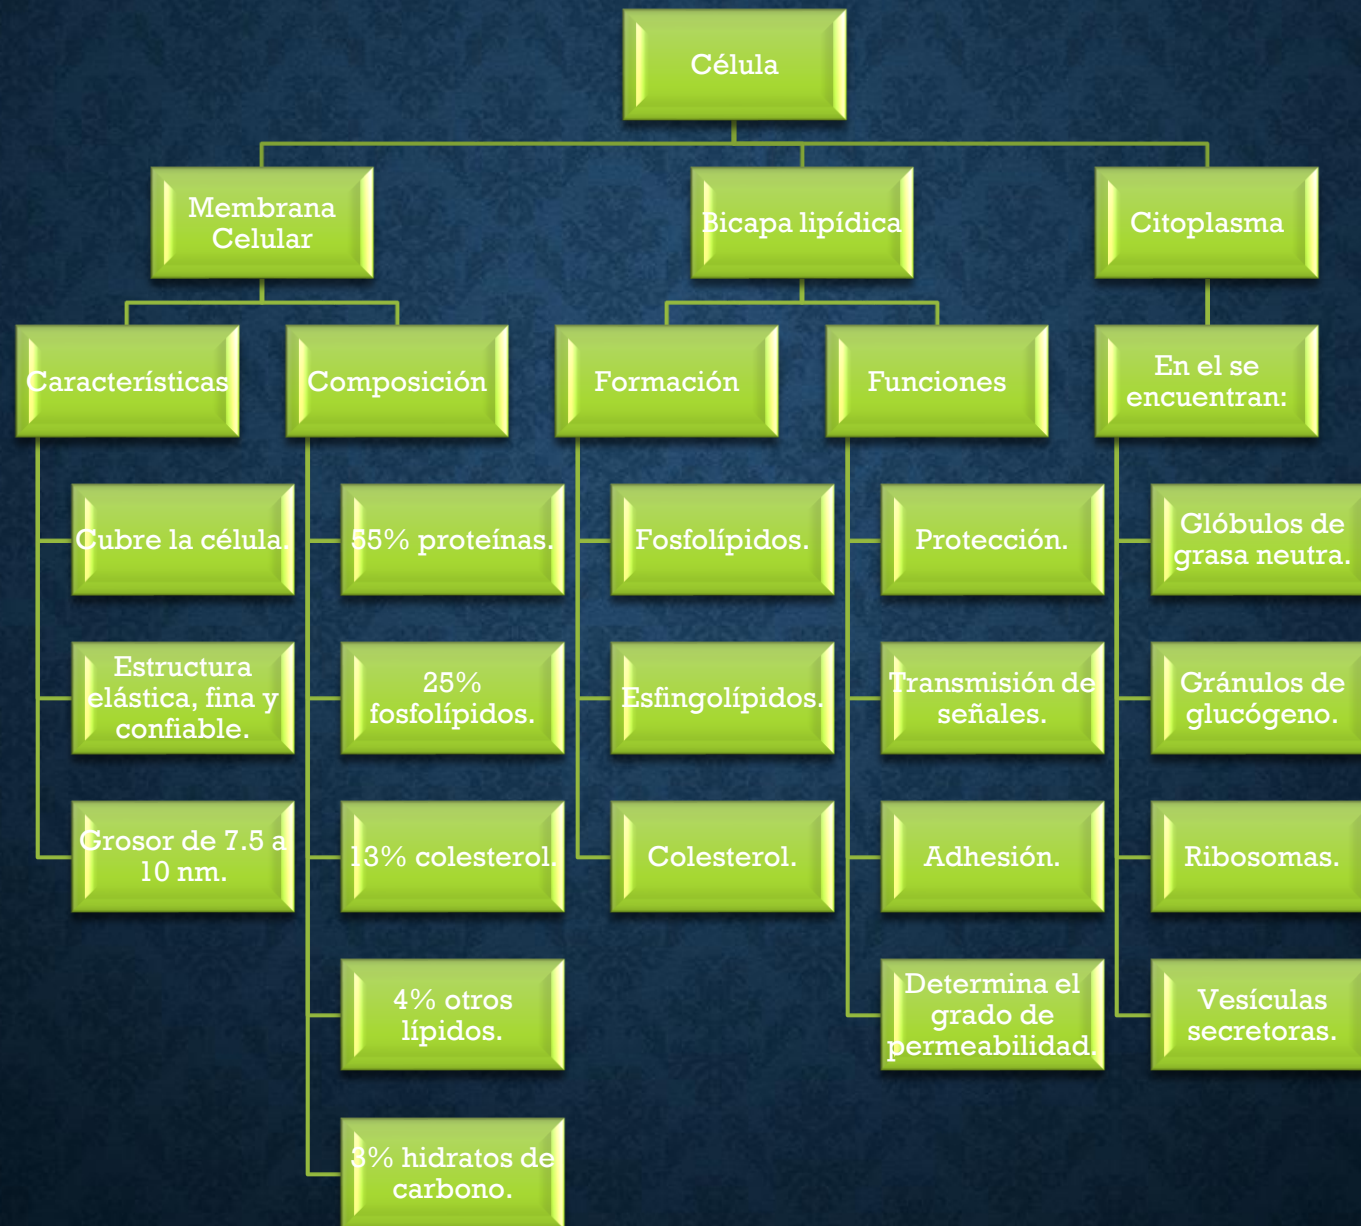 Célula
Membrana
Celular
Bicapa lipídica
Citoplasma
Características
Composición
Formación
Funciones
En el se
encuentran:
Cubre la célula.
Estructura
elástica, fina y
confiable.
Grosor de 7.5 a
10 nm.
55% proteínas.
25%
fosfolípidos.
13% colesterol.
4% otros
lípidos.
3% hidratos de
carbono.
Fosfolípidos.
Esfingolípidos.
Colesterol.
Protección.
Transmisión de
señales.
Adhesión.
Determina el
grado de
permeabilidad.
Glóbulos de
grasa neutra.
Gránulos de
glucógeno.
Ribosomas.
Vesículas
secretoras.